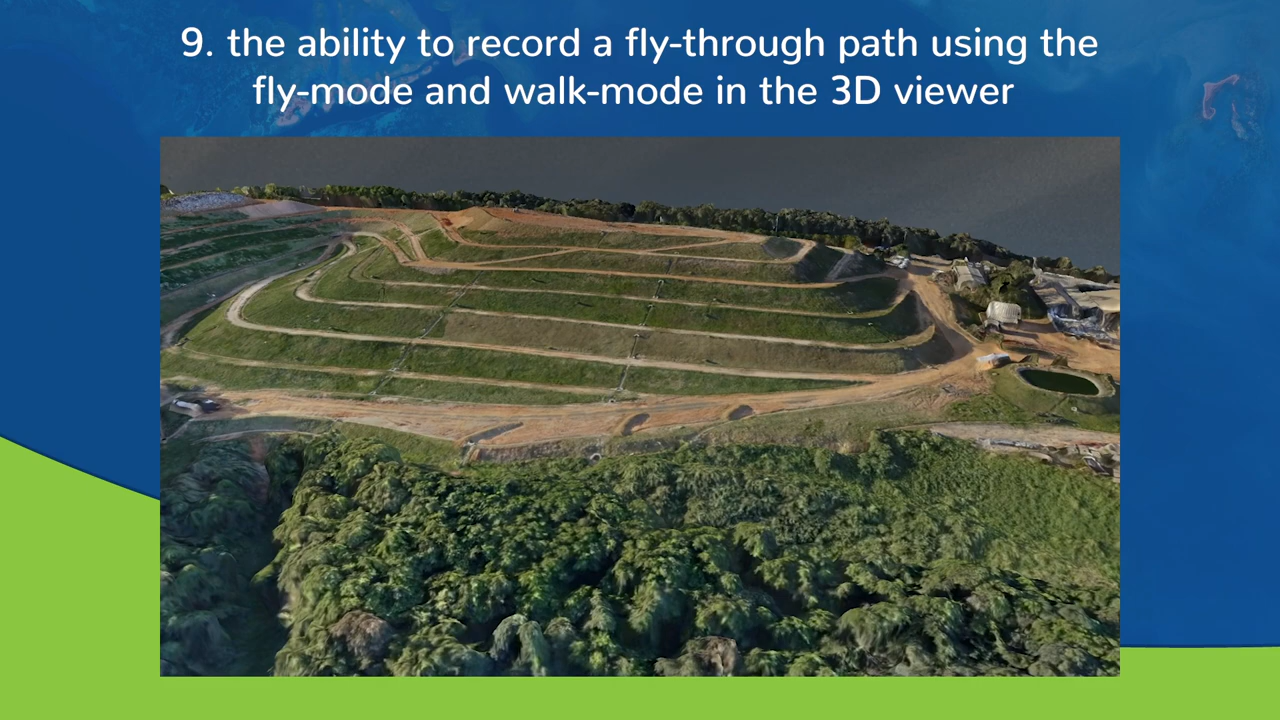 9. the ability to record a fly-through path using the
fly-mode and walk-mode in the 3D viewer